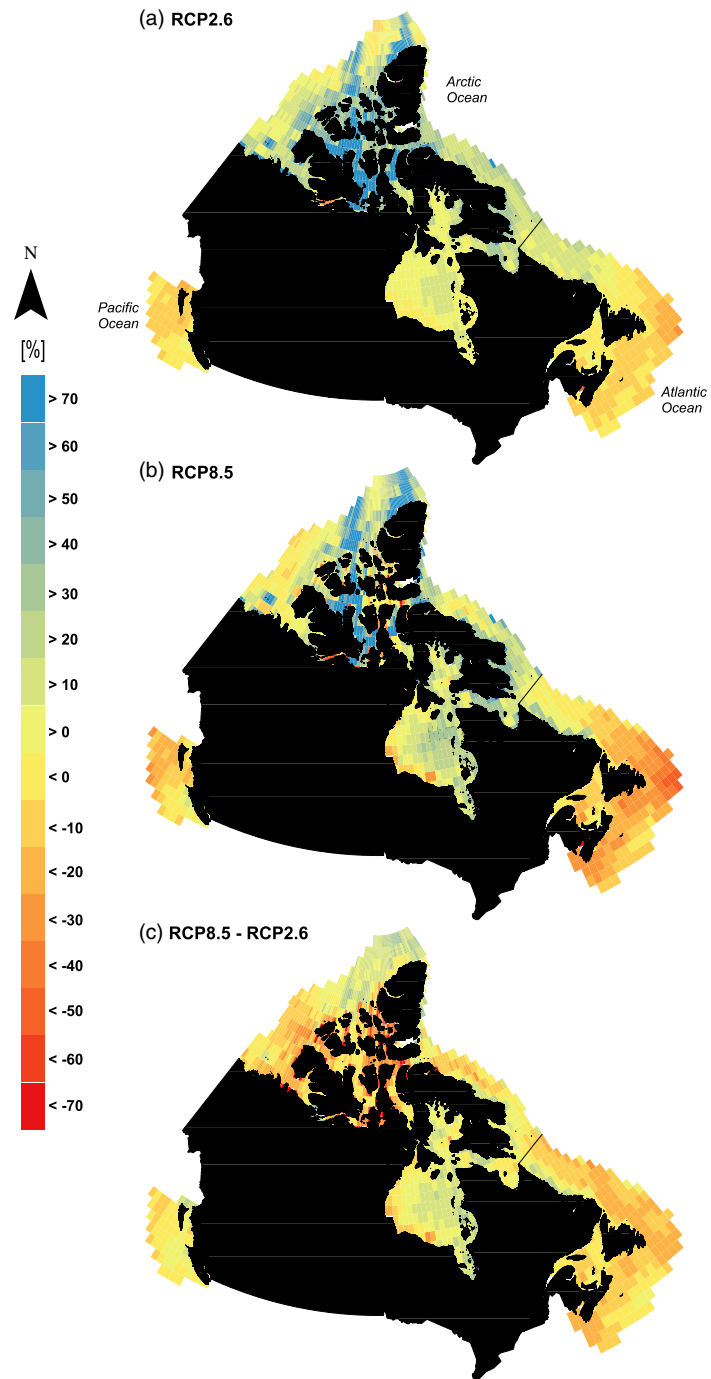 (a) RCP2.6
Arctic
Ocean
N
Pacific
Ocean
[%]
> 70
> 60
> 50
> 40
> 30
> 20
> 10
> 0
< 0
< -10
< -20
< -30
< -40
< -50
< -60
< -70
Atlantic
Ocean
(b) RCP8.5
(c) RCP8.5 - RCP2.6